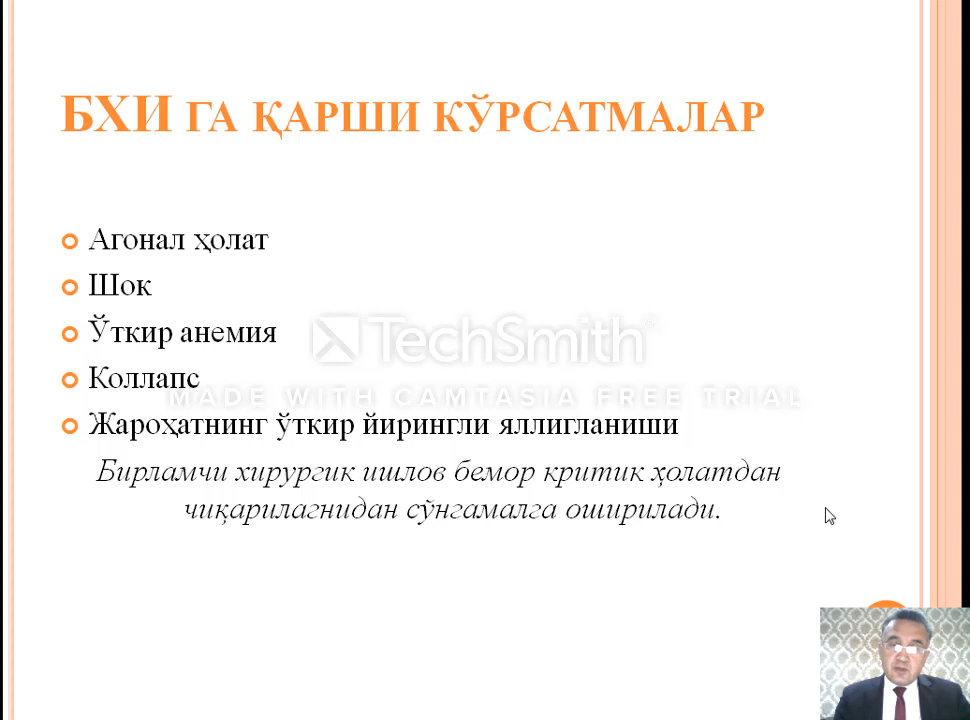 БХИ ГА ҚАРШИ КЎРСАТМАЛАР
Агонал ҳолат
Шок
Ўткир анемия
TechSmith
Коллапс
MADE WITH CAMTASIA FREE TRIAL
Жароҳатнинг ўткир йирингли яллигланиши
Бирламчи хирургик ишлов бемор критик ҳолатдан
чиқарилагнидан сўнгамалга оширилади.